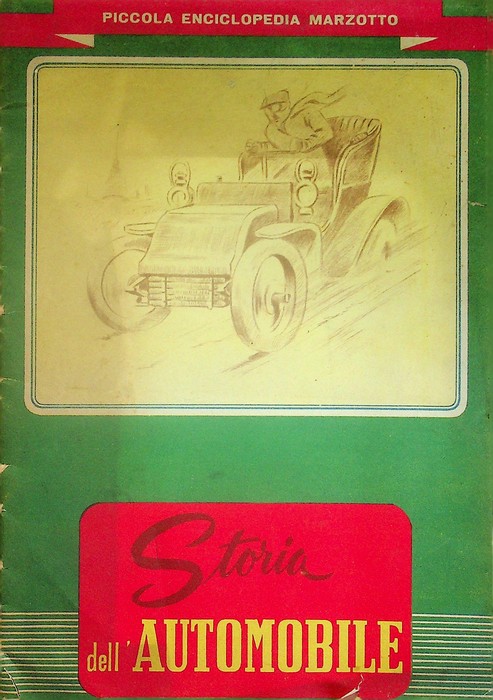 PICCOLA ENCICLOPEDIA MARZOTTO
Storia
dell'AUTOMOBILE